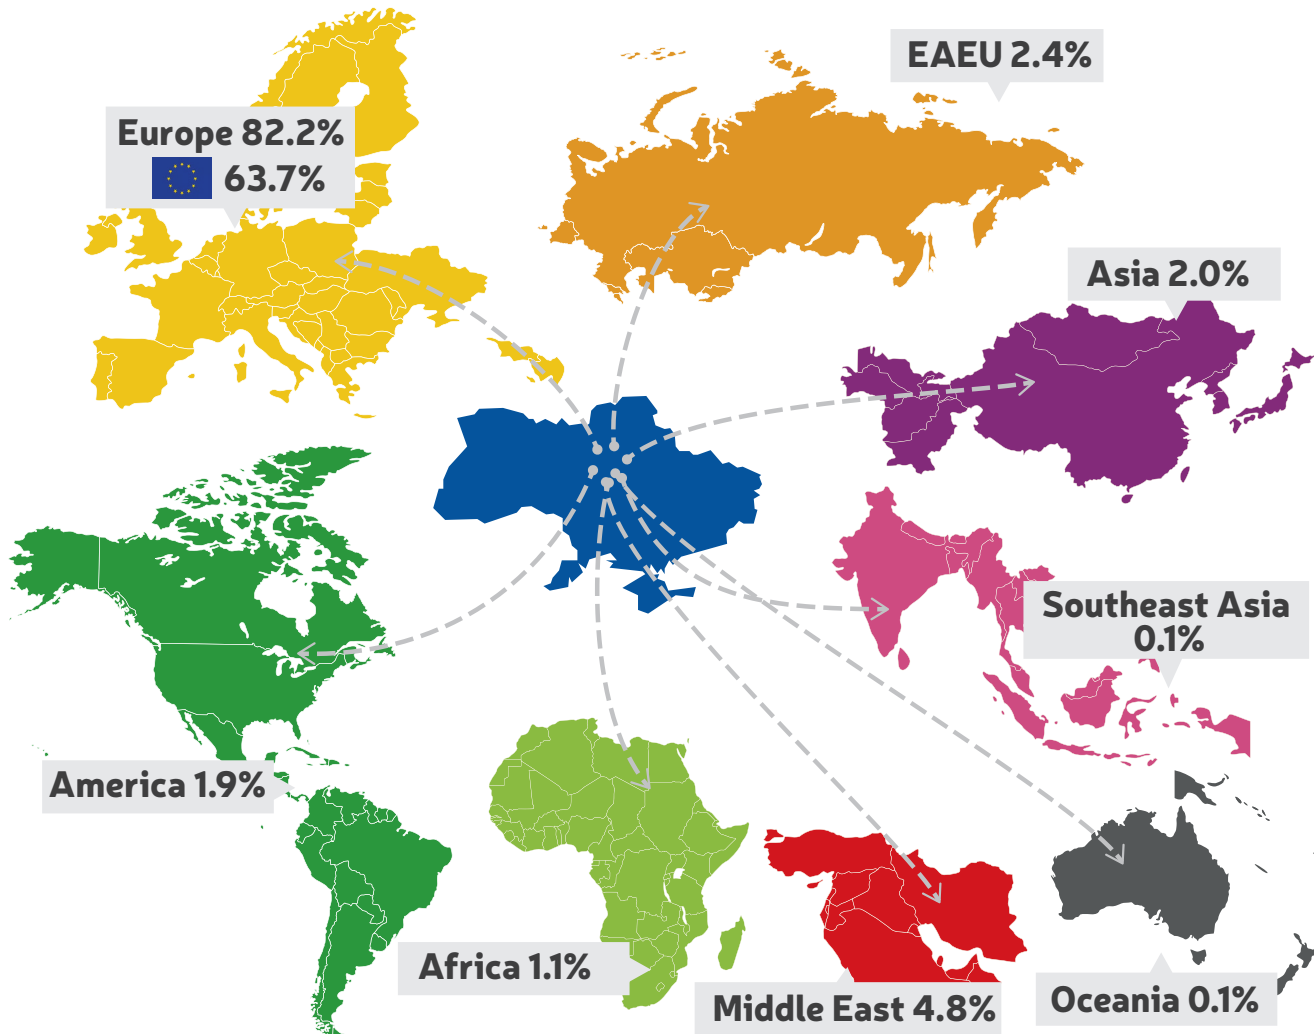 EAEU 2.4%
Europe 82.2%
63.7%
Asia 2.0%
Southeast Asia
0.1%
America 1.9%
Africa 1.1%
Middle East 4.8%
Oceania 0.1%